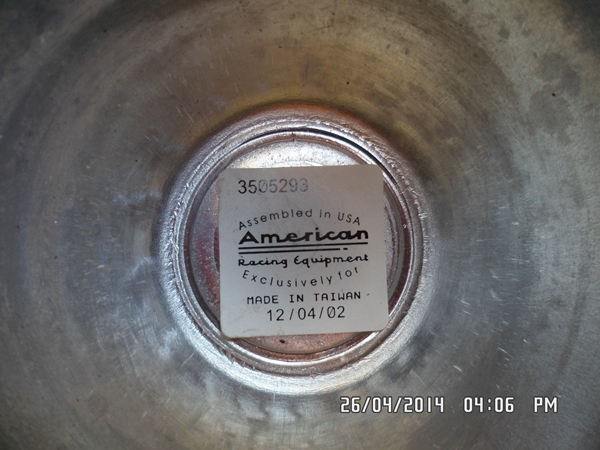 3505293
Assembled in USA
American
Racing Equipment
Exclusively for
MADE IN TAIWAN
12/04/02
26/04/2014 04:06 PM